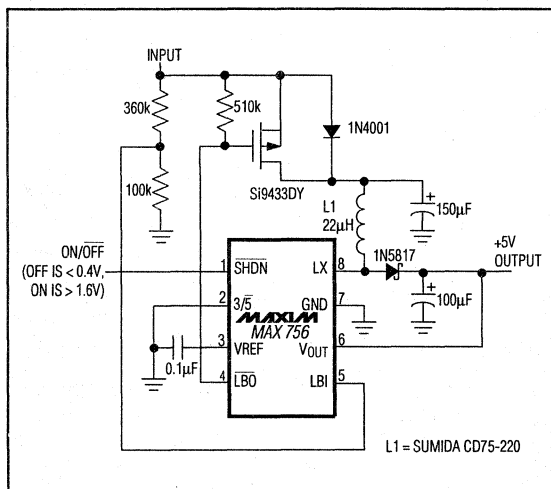 INPUT
360k
510k
1N4001
Si9433DY
100k
L1
22µH
+
150µF
+5V
OUTPUT
1N5817
ON/OFF
(OFF IS < 0.4V,
ON IS > 1.6V)
1 SHDN LX 8
+
100µF
2 3/5 GND 7
MAXIM
MAX 756
3 VREF VOUT 6
0.1µF
4 LBO LBI 5
L1 = SUMIDA CD75-220